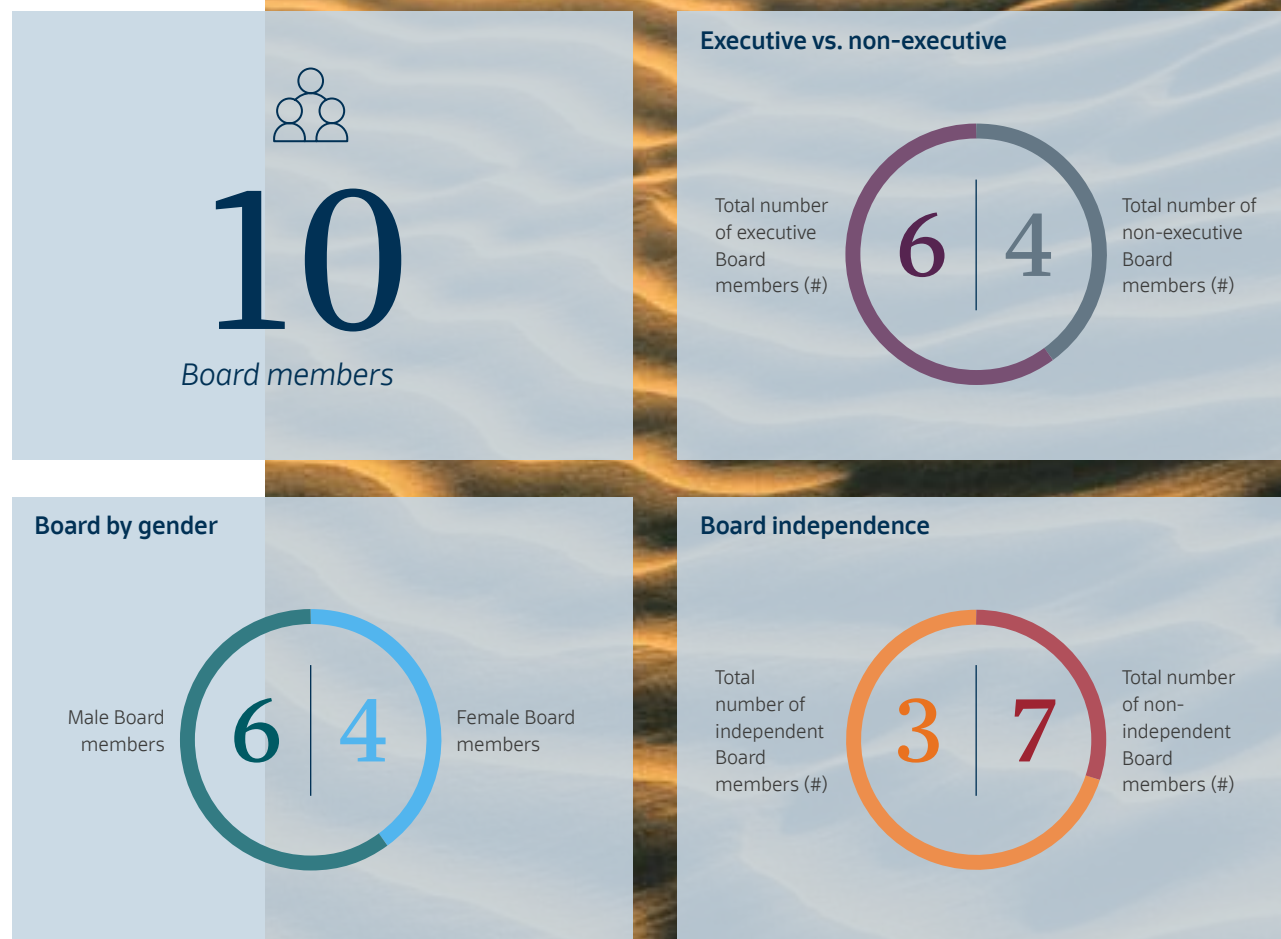 10
Board members
Executive vs. non-executive
Total number
of executive
Board
members (#)
6
4
Total number of
non-executive
Board
members (#)
Board by gender
Male Board
members
6
4
Female Board
members
Board independence
Total
number of
independent
Board
members (#)
3
7
Total number
of non-
independent
Board
members (#)